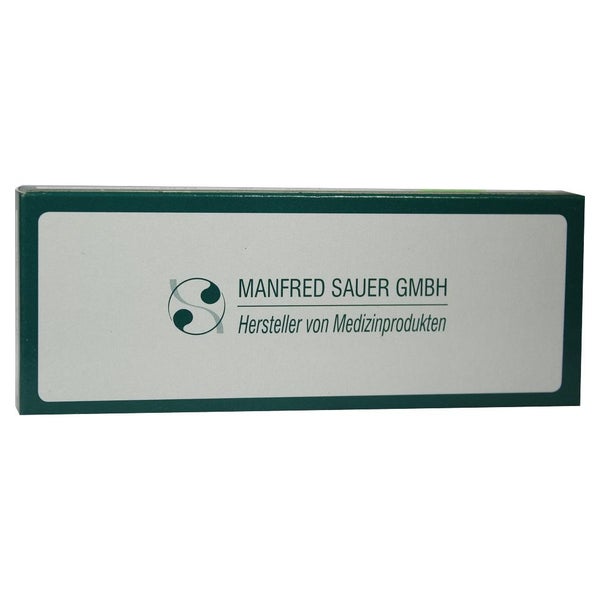 MANFRED SAUER GMBH
Hersteller von Medizinprodukten